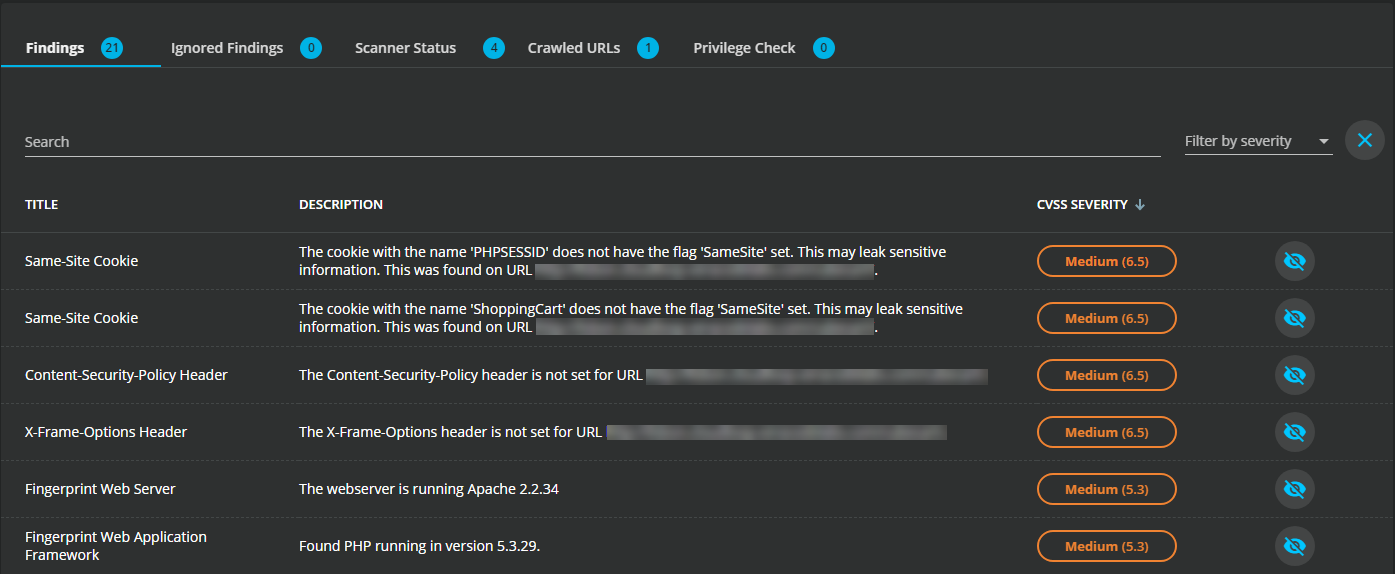 Findings 21 Ignored Findings 0 Scanner Status 4 Crawled URLs 1 Privilege Check 0
Search Filter by severity
TITLE DESCRIPTION CVSS SEVERITY
Same-Site Cookie
The cookie with the name 'PHPSESSID' does not have the flag 'SameSite' set. This may leak sensitive
information. This was found on URL .
Medium (6.5)
Same-Site Cookie
The cookie with the name 'ShoppingCart' does not have the flag 'SameSite' set. This may leak sensitive
information. This was found on URL .
Medium (6.5)
Content-Security-Policy Header The Content-Security-Policy header is not set for URL Medium (6.5)
X-Frame-Options Header The X-Frame-Options header is not set for URL Medium (6.5)
Fingerprint Web Server The webserver is running Apache 2.2.34 Medium (5.3)
Fingerprint Web Application
Framework
Found PHP running in version 5.3.29. Medium (5.3)